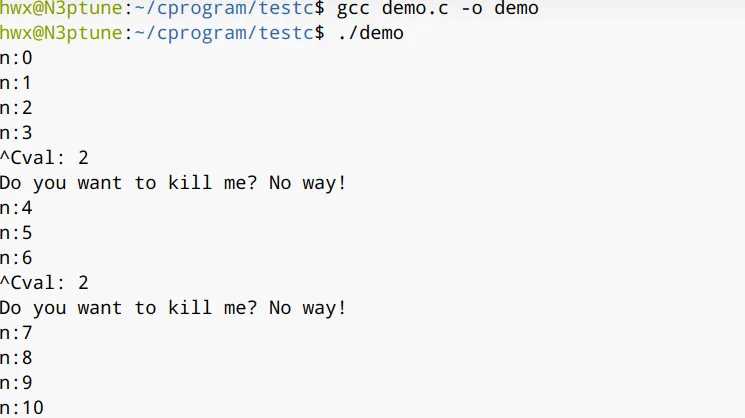 hwx@N3ptune:~/cprogram/testc$ gcc demo.c -o demo
hwx@N3ptune:~/cprogram/testc$ ./demo
n:0
n:1
n:2
n:3
^Cval: 2
Do you want to kill me? No way!
n:4
n:5
n:6
^Cval: 2
Do you want to kill me? No way!
n:7
n:8
n:9
n:10